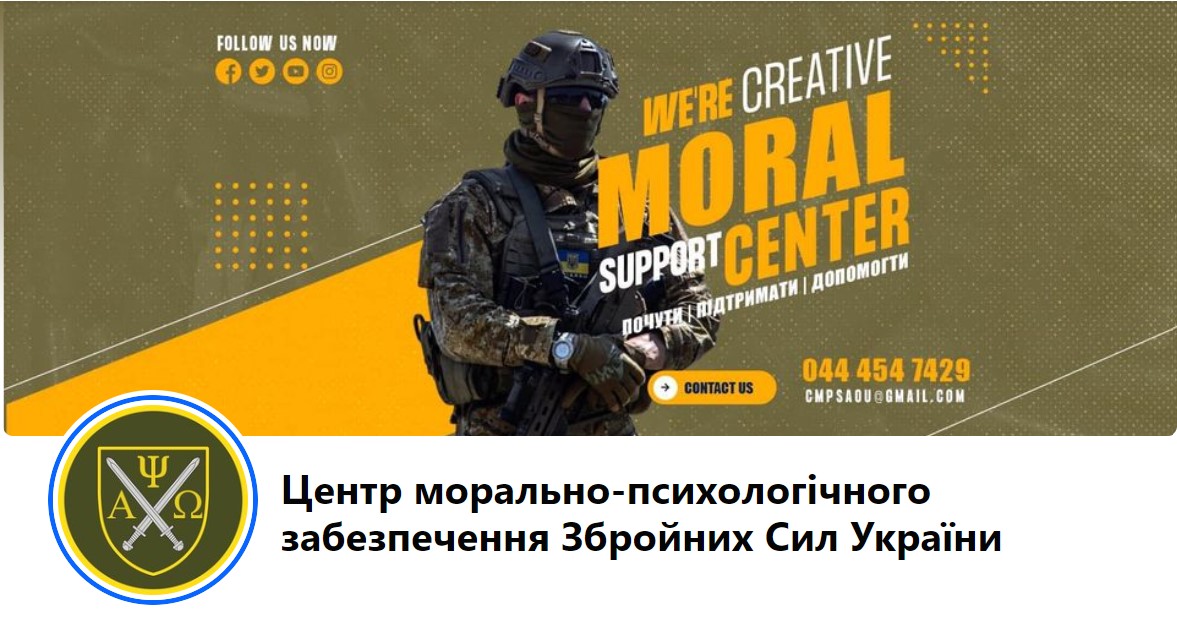 FOLLOW US NOW
WE'RE CREATIVE
MORAL
SUPPORT CENTER
ПОЧУТИ | ПІДТРИМАТИ | ДОПОМОГТИ
CONTACT US
044 454 7429
CMPSAOU@GMAIL.COM
Ψ
Α Ω
Центр морально-психологічного
забезпечення Збройних Сил України